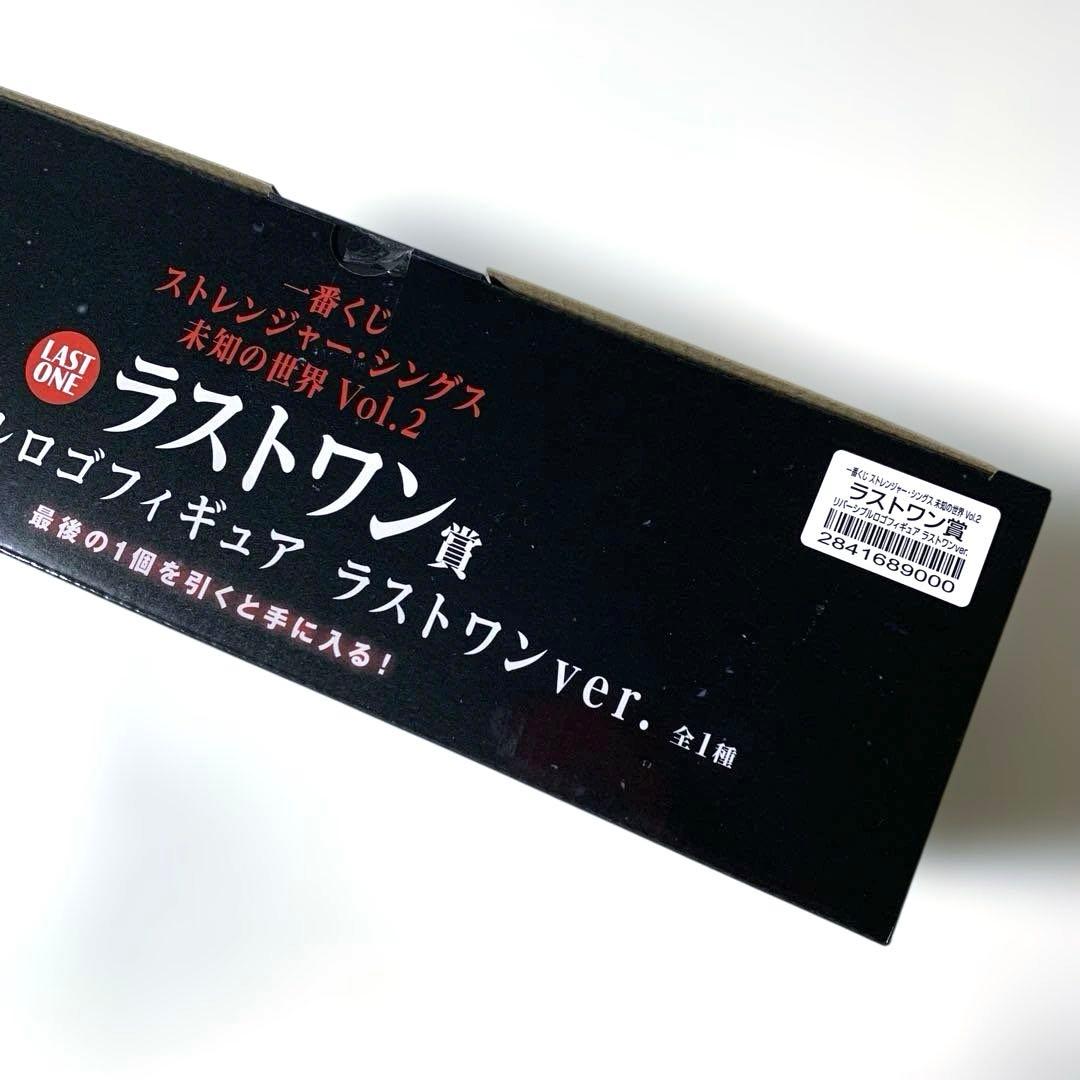 一番くじ
ストレンジャー・シングス
未知の世界 Vol.2
LAST
ONE
ラストワン賞
ルロゴフィギュア ラストワンver. 全1種
最後の1個を引くと手に入る!
一番くじ ストレンジャー・シングス 未知の世界 Vol.2
ラストワン賞
リバーシブルロゴフィギュア ラストワンver.
2841689000